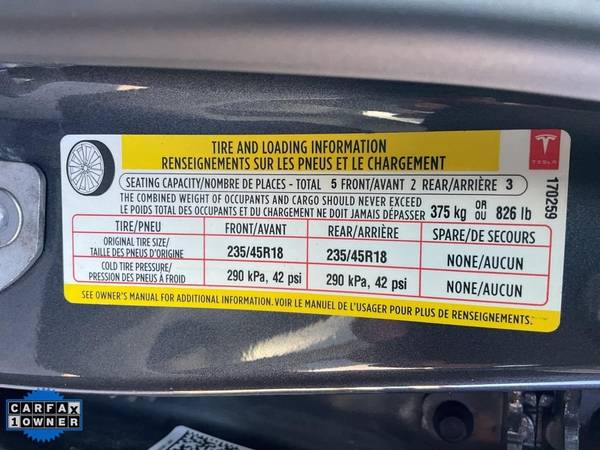 TIRE AND LOADING INFORMATION
RENSEIGNEMENTS SUR LES PNEUS ET LE CHARGEMENT
TESLA
SEATING CAPACITY/NOMBRE DE PLACES - TOTAL 5 FRONT/AVANT 2 REAR/ARRIÈRE 3
THE COMBINED WEIGHT OF OCCUPANTS AND CARGO SHOULD NEVER EXCEED
LE POIDS TOTAL DES OCCUPANTS ET DU CHARGEMENT NE DOIT JAMAIS DÉPASSER 375 kg OR OU 826 lb
170269
TIRE/PNEU FRONT/AVANT REAR/ARRIÈRE SPARE/DE SECOURS
ORIGINAL TIRE SIZE/
TAILLE DES PNEUS D'ORIGINE 235/45R18 235/45R18 NONE/AUCUN
COLD TIRE PRESSURE/
PRESSION DES PNEUS À FROID 290 kPa, 42 psi 290 kPa, 42 psi NONE/AUCUN
SEE OWNER'S MANUAL FOR ADDITIONAL INFORMATION. VOIR LE MANUEL DE L'USAGER POUR PLUS DE RENSEIGNEMENTS.
CARFAX
1 OWNER